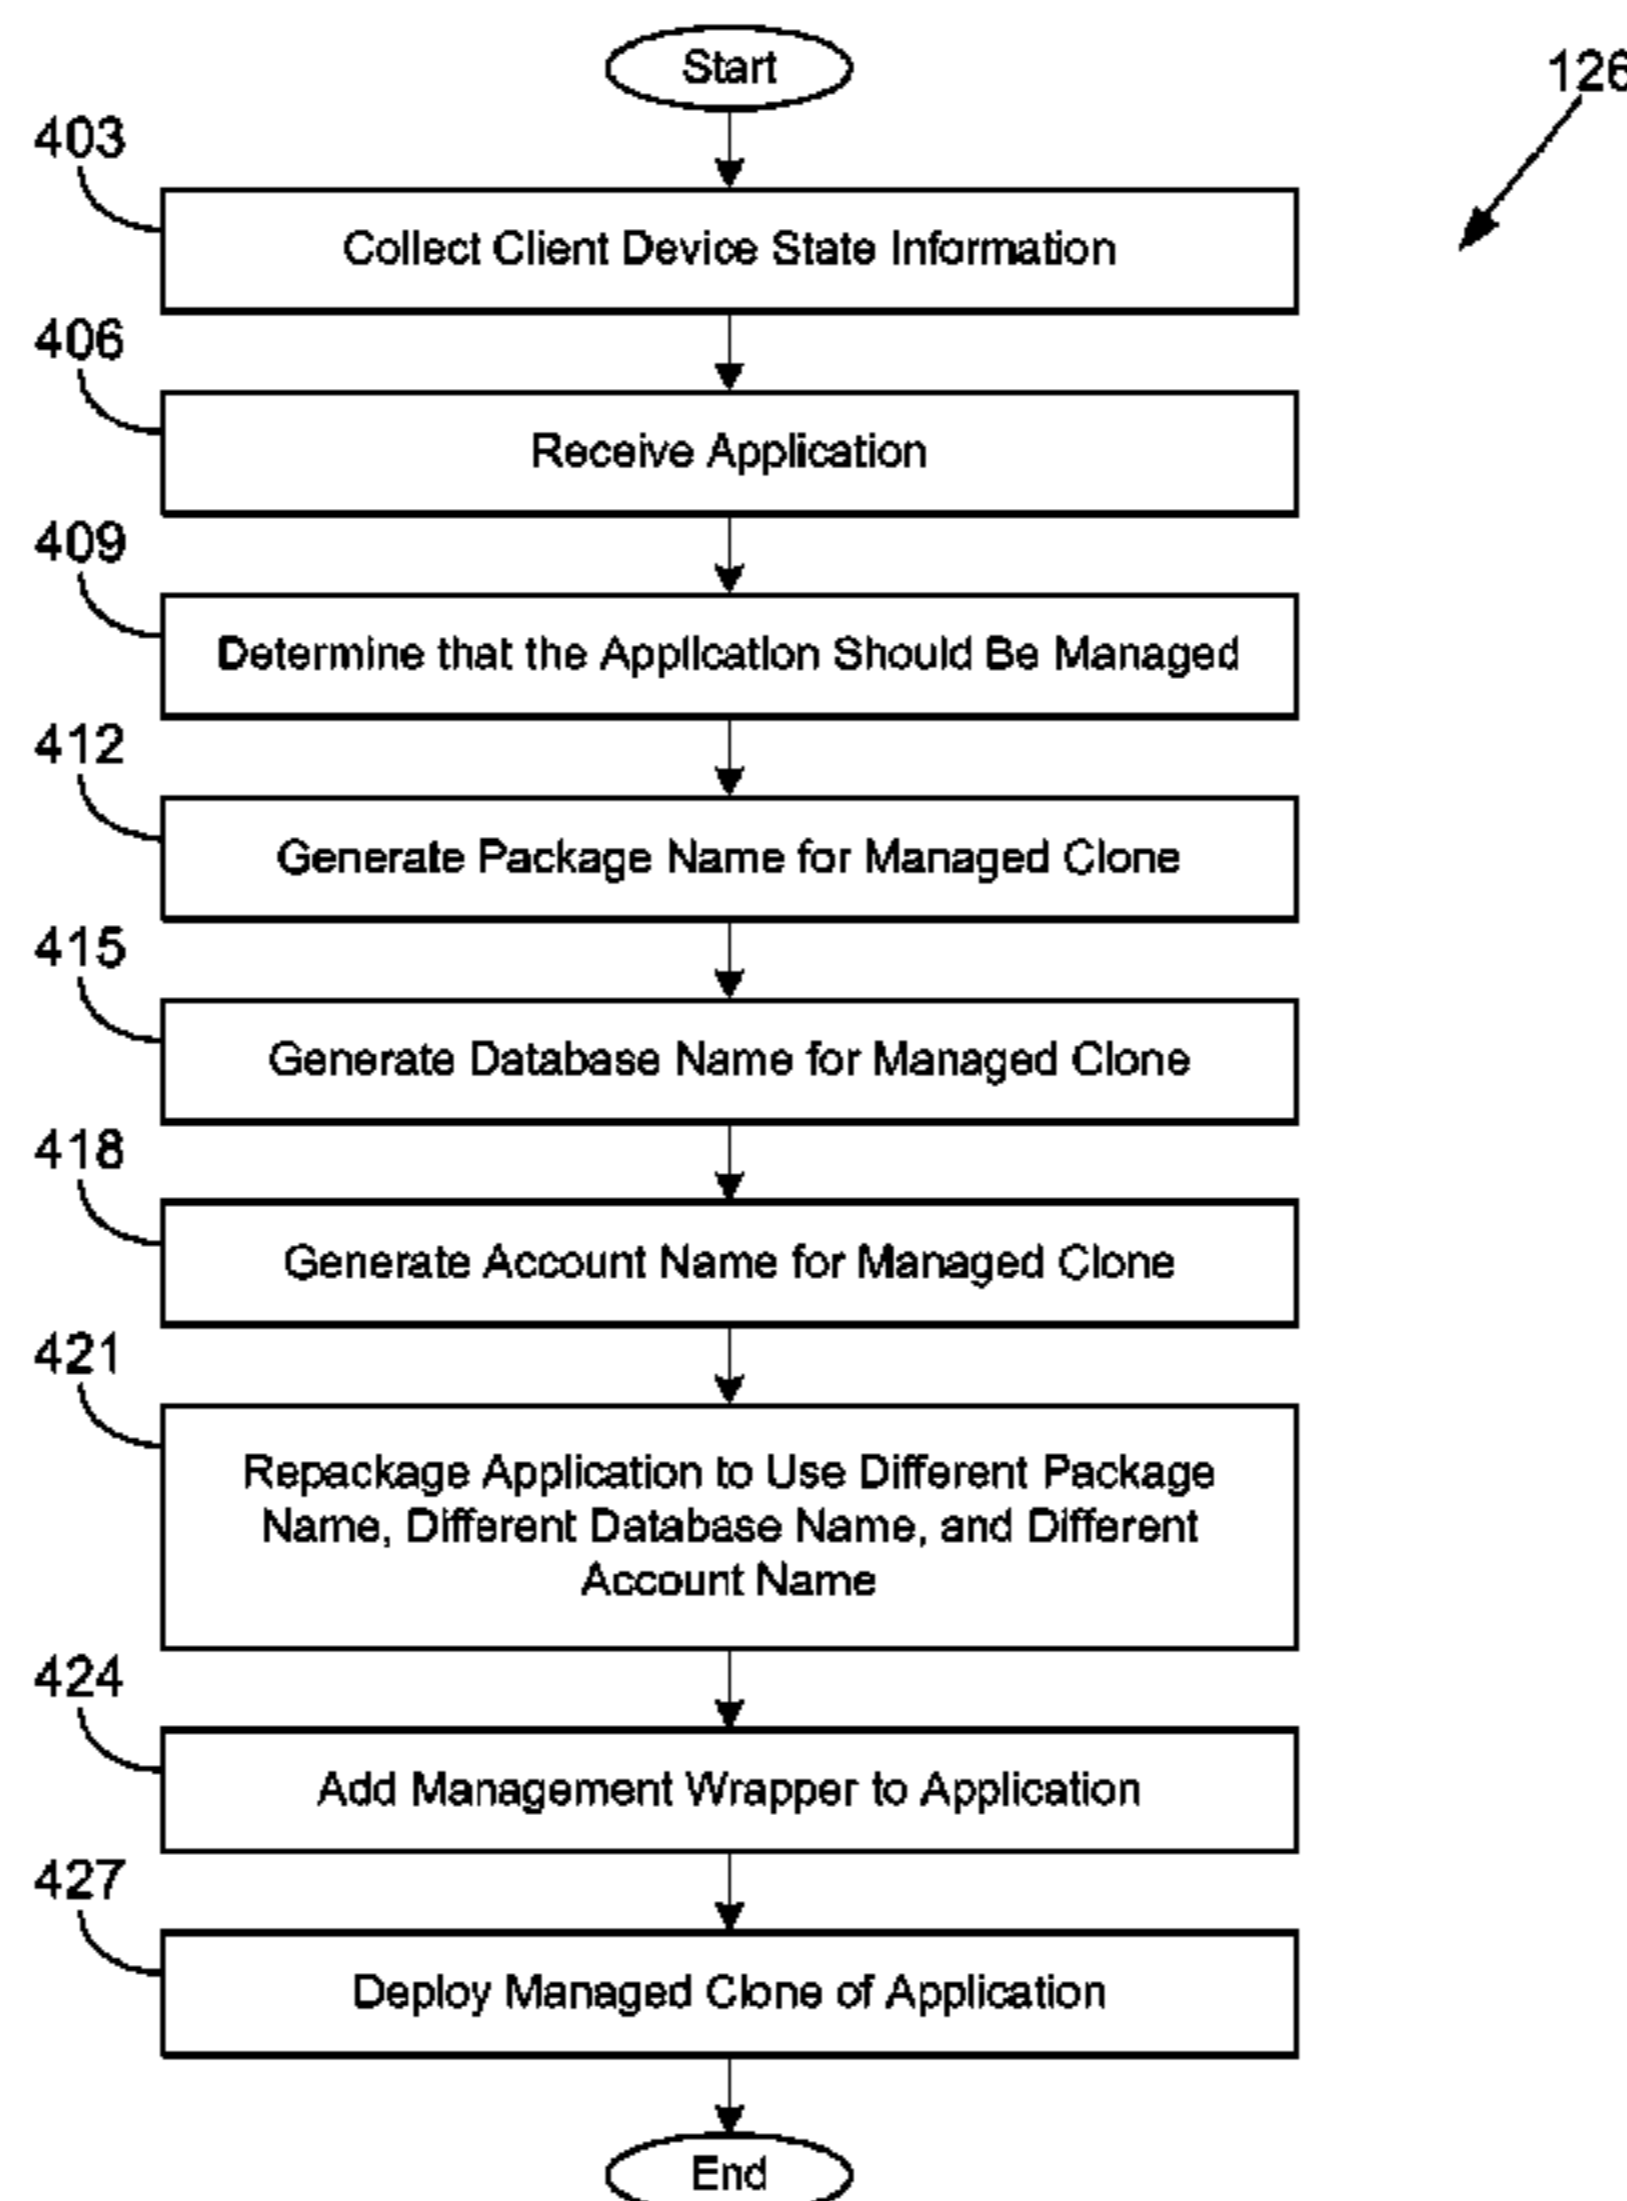 Start
126
403
Collect Client Device State Information
406
Receive Application
409
Determine that the Application Should Be Managed
412
Generate Package Name for Managed Clone
415
Generate Database Name for Managed Clone
418
Generate Account Name for Managed Clone
421
Repackage Application to Use Different Package
Name, Different Database Name, and Different
Account Name
424
Add Management Wrapper to Application
427
Deploy Managed Clone of Application
End